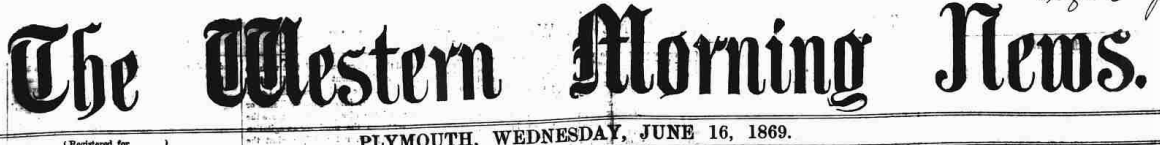 The Western Morning News.
PLYMOUTH, WEDNESDAY, JUNE 16, 1869.
(Registered for